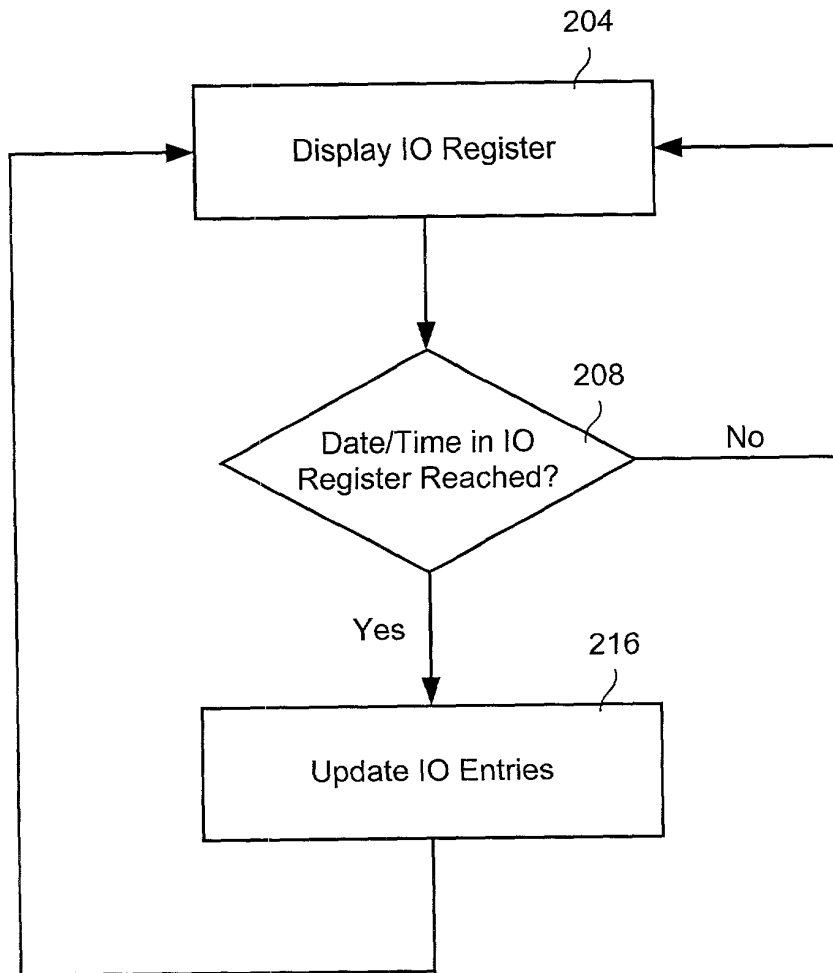 204
Display IO Register
208
Date/Time in IO
Register Reached?
No
Yes
216
Update IO Entries